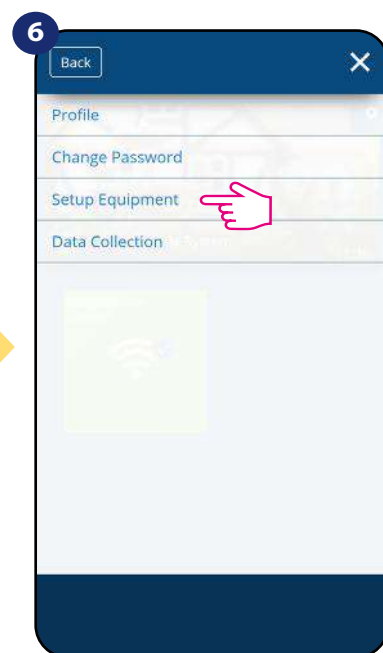 6
Back
Profile
Change Password
Setup Equipment
Data Collection